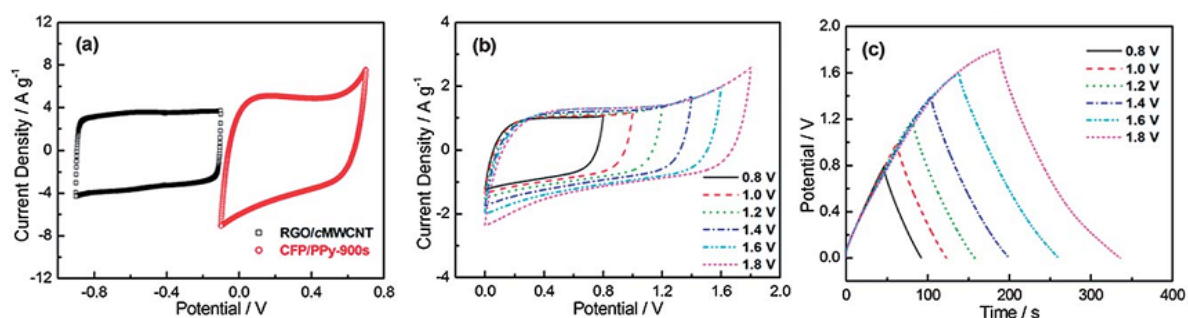 (a)
Current Density / A g⁻¹
12
8
4
0
-4
-8
-12
-0.8
-0.4
0.0
0.4
0.8
Potential / V
RGO/cMWCNT
CFP/PPy-900s
(b)
Current Density / A g⁻¹
4
2
0
-2
-4
0.0
0.4
0.8
1.2
1.6
2.0
Potential / V
0.8 V
1.0 V
1.2 V
1.4 V
1.6 V
1.8 V
(c)
Potential / V
2.0
1.6
1.2
0.8
0.4
0.0
0
100
200
300
400
Time / s
0.8 V
1.0 V
1.2 V
1.4 V
1.6 V
1.8 V